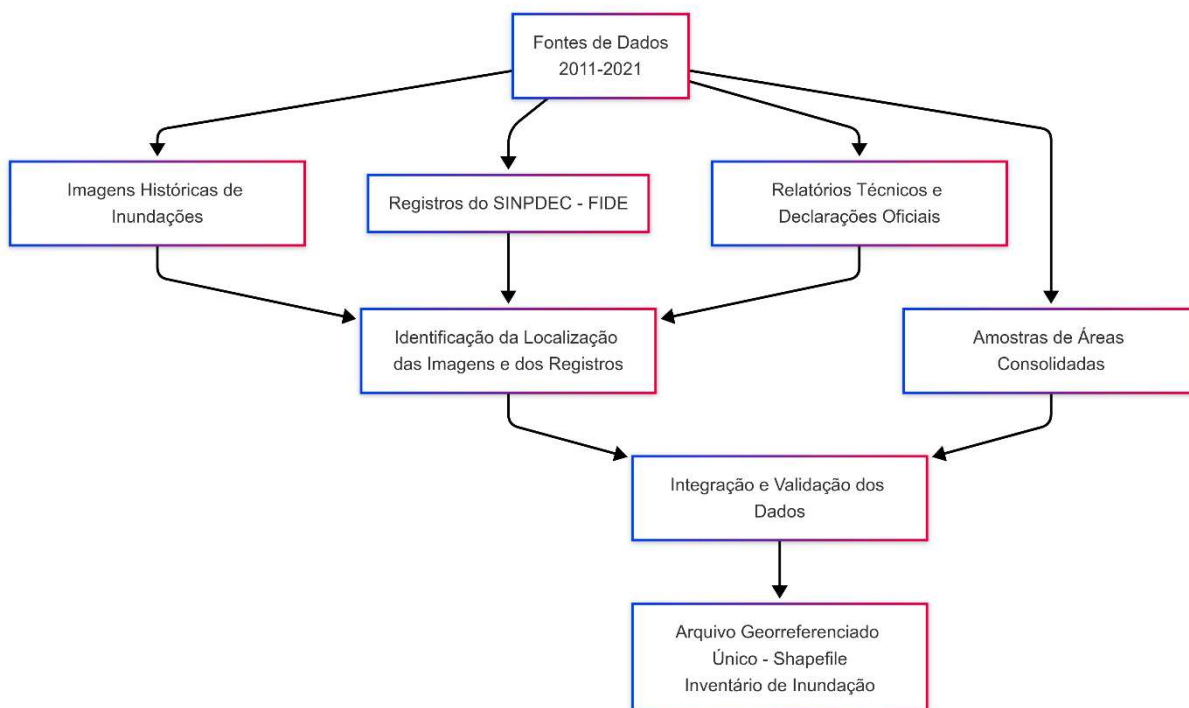 Fontes de Dados
2011-2021
Imagens Históricas de
Inundações
Registros do SINPDEC - FIDE
Relatórios Técnicos e
Declarações Oficiais
Identificação da Localização
das Imagens e dos Registros
Amostras de Áreas
Consolidadas
Integração e Validação dos
Dados
Arquivo Georreferenciado
Único - Shapefile
Inventário de Inundação